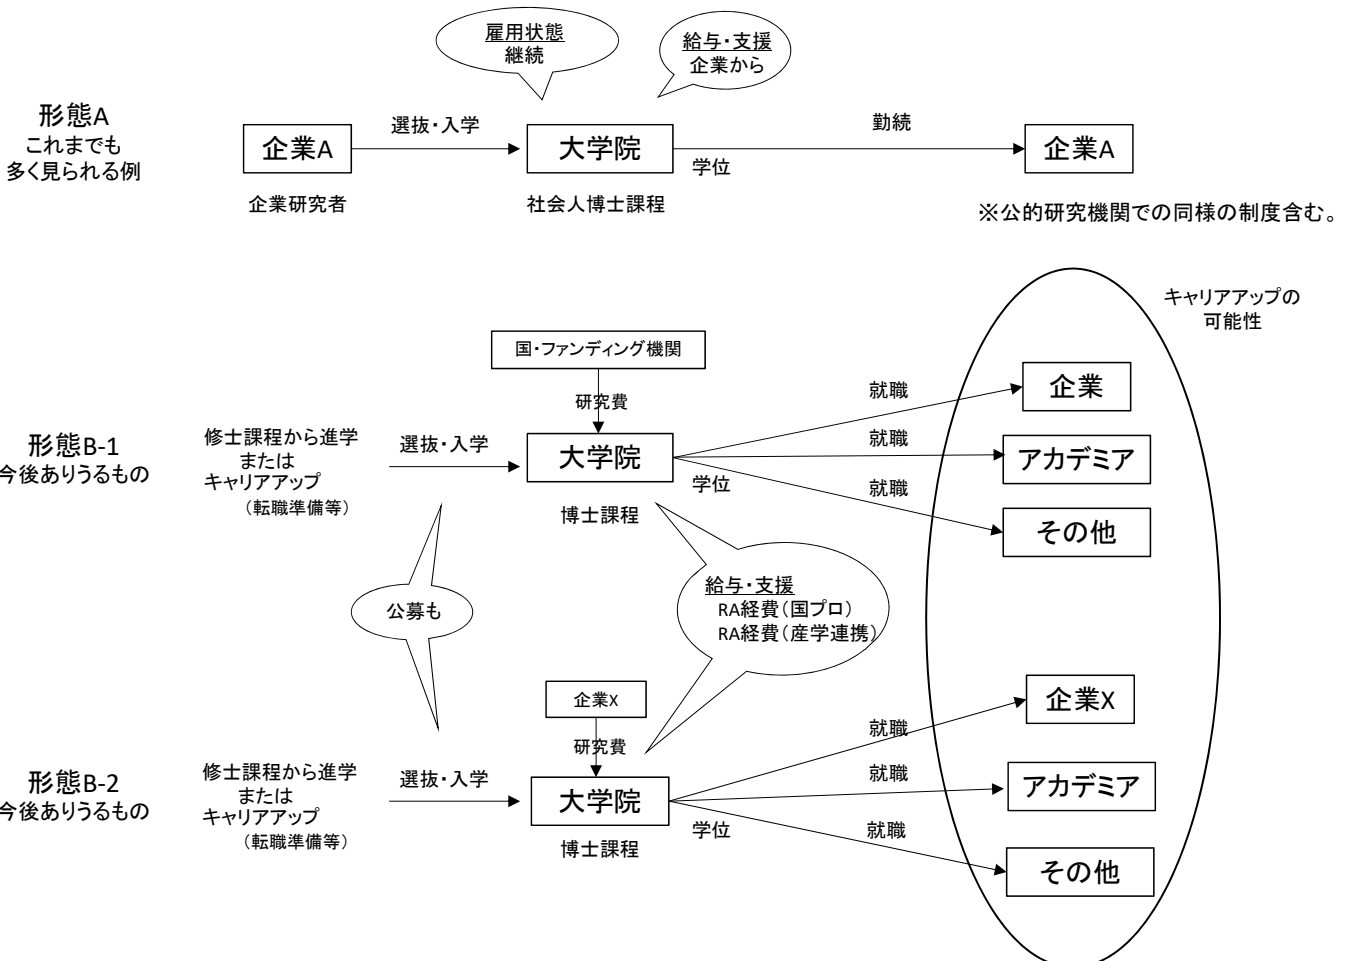 雇用状態
継続
給与・支援
企業から
形態A
これまでも
多く見られる例
企業A
選抜・入学
大学院
学位
勤続
企業A
企業研究者
社会人博士課程
※公的研究機関での同様の制度含む。
キャリアアップの
可能性
国・ファンディング機関
研究費
形態B-1
今後ありうるもの
修士課程から進学
または
キャリアアップ
（転職準備等）
選抜・入学
大学院
学位
博士課程
就職
企業
就職
アカデミア
就職
その他
公募も
給与・支援
RA経費（国プロ）
RA経費（産学連携）
企業X
研究費
形態B-2
今後ありうるもの
修士課程から進学
または
キャリアアップ
（転職準備等）
選抜・入学
大学院
学位
博士課程
就職
企業X
就職
アカデミア
就職
その他